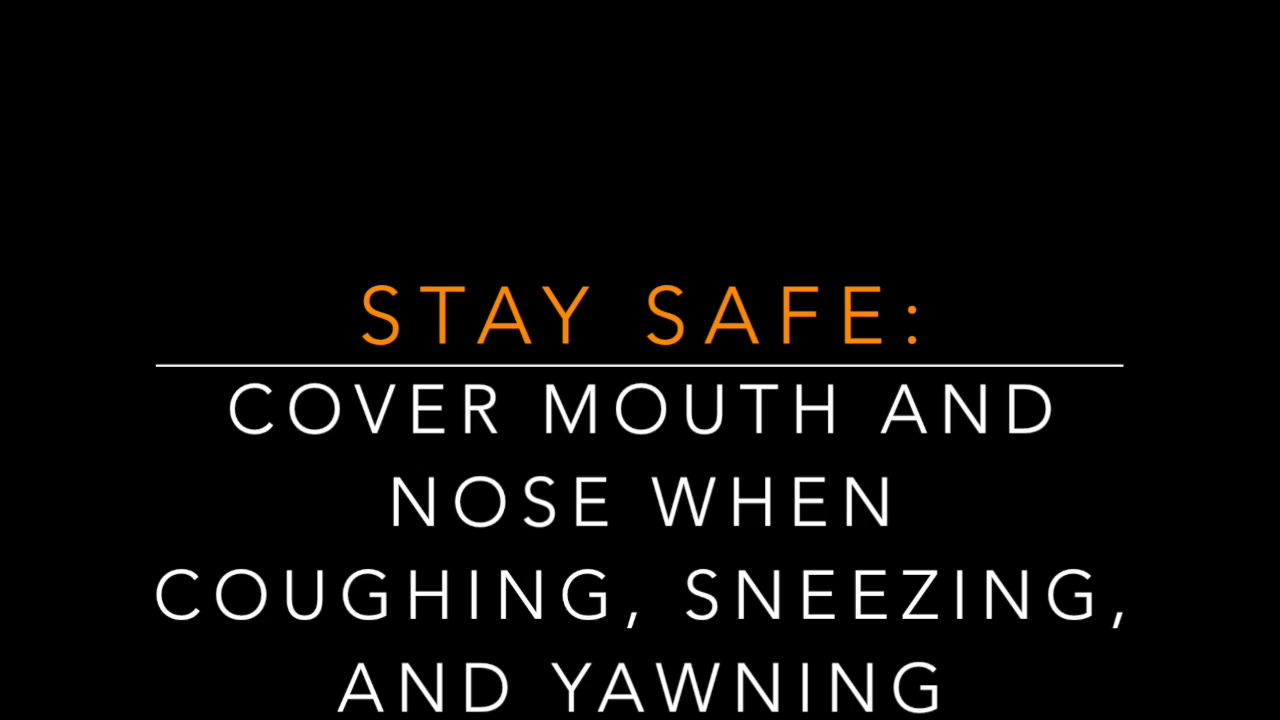 STAY SAFE:
COVER MOUTH AND
NOSE WHEN
COUGHING, SNEEZING,
AND YAWNING